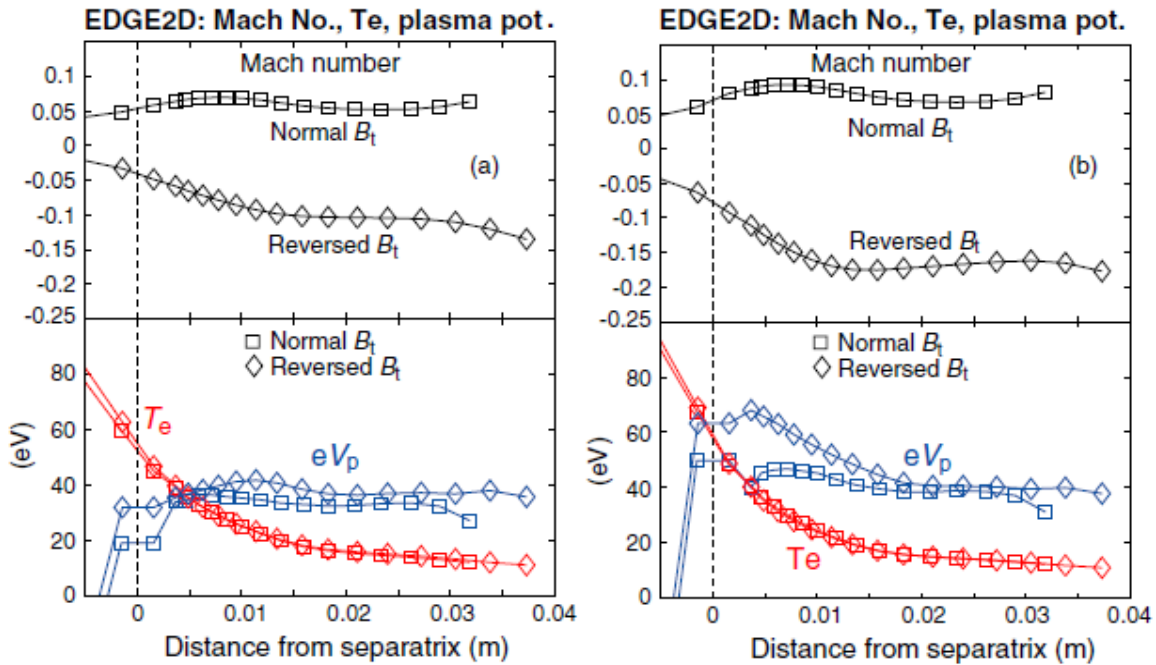 EDGE2D: Mach No., Te, plasma pot.
Mach number
0.1
0.05
0
-0.05
-0.1
-0.15
-0.2
-0.25
Normal Bt
(a)
Reversed Bt
Normal Bt
Reversed Bt
80
60
40
20
0
(eV)
Te
eVp
0
0.01
0.02
0.03
0.04
Distance from separatrix (m)
EDGE2D: Mach No., Te, plasma pot.
Mach number
0.1
0.05
0
-0.05
-0.1
-0.15
-0.2
-0.25
Normal Bt
(b)
Reversed Bt
Normal Bt
Reversed Bt
80
60
40
20
0
(eV)
eVp
Te
0
0.01
0.02
0.03
0.04
Distance from separatrix (m)